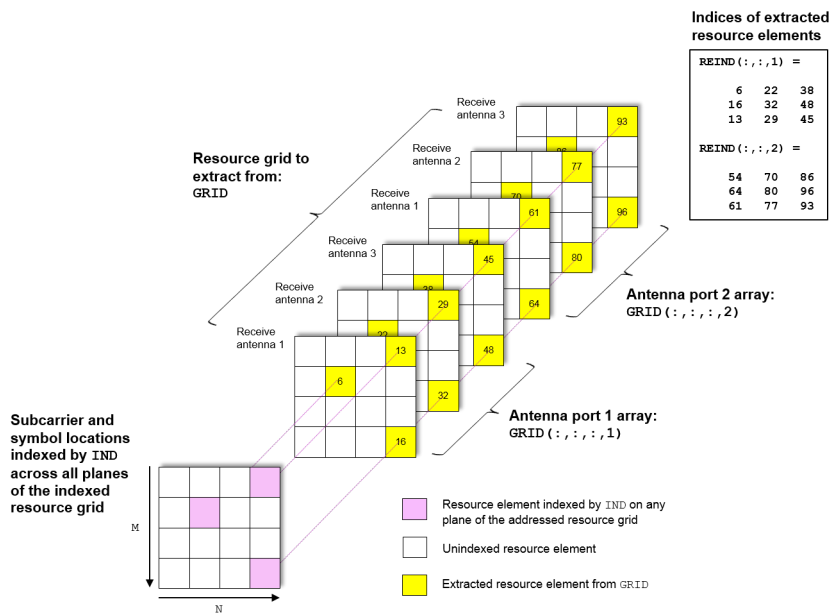 Indices of extracted
resource elements
REIND(:,:,1) =
6 22 38
16 32 48
13 29 45
REIND(:,:,2) =
54 70 86
64 80 96
61 77 93
Resource grid to
extract from:
GRID
Receive
antenna 3
Receive
antenna 2
Receive
antenna 1
Receive
antenna 3
Receive
antenna 2
Receive
antenna 1
93
86
96
77
70
80
61
54
64
45
38
48
29
22
32
13
6
16
Antenna port 2 array:
GRID(:,:,:,2)
Antenna port 1 array:
GRID(:,:,:,1)
Subcarrier and
symbol locations
indexed by IND
across all planes
of the indexed
resource grid
M
N
Resource element indexed by IND on any
plane of the addressed resource grid
Unindexed resource element
Extracted resource element from GRID